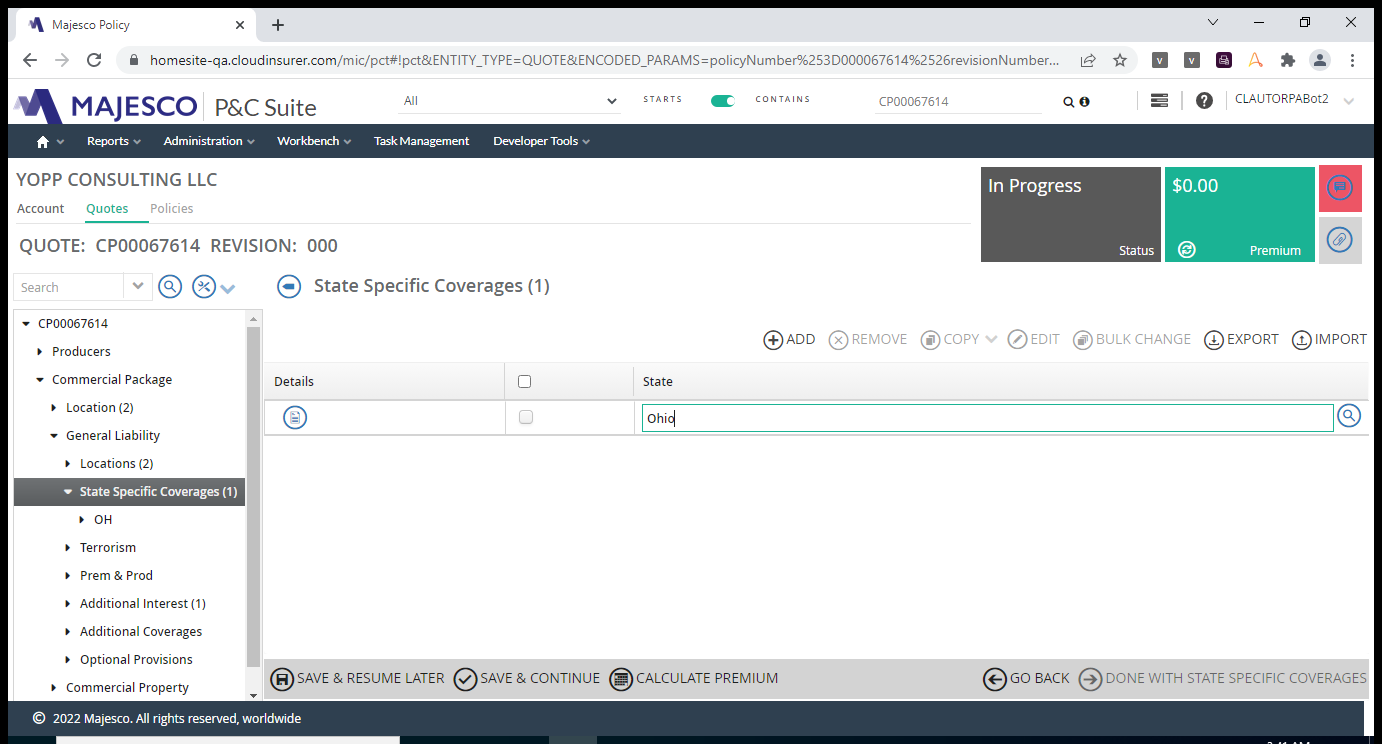 Majesco Policy
homesite-qa.cloudinsurer.com/mic/pct#!pct&ENTITY_TYPE=QUOTE&ENCODED_PARAMS=policyNumber%253D000067614%2526revisionNumber...
MAJESCO P&C Suite
All
STARTS
CONTAINS
CP00067614
CLAUTORPABot2
Reports
Administration
Workbench
Task Management
Developer Tools
YOPP CONSULTING LLC
Account
Quotes
Policies
In Progress
Status
$0.00
Premium
QUOTE: CP00067614 REVISION: 000
Search
State Specific Coverages (1)
CP00067614
Producers
Commercial Package
Location (2)
General Liability
Locations (2)
State Specific Coverages (1)
OH
Terrorism
Prem & Prod
Additional Interest (1)
Additional Coverages
Optional Provisions
Commercial Property
ADD
REMOVE
COPY
EDIT
BULK CHANGE
EXPORT
IMPORT
Details
State
Ohio
SAVE & RESUME LATER
SAVE & CONTINUE
CALCULATE PREMIUM
GO BACK
DONE WITH STATE SPECIFIC COVERAGES
© 2022 Majesco. All rights reserved, worldwide